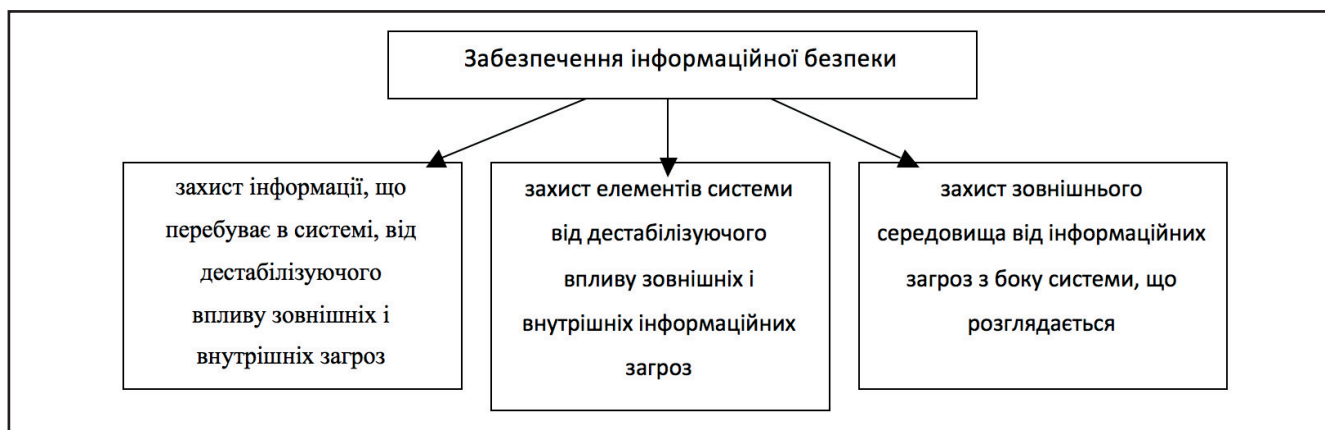 Забезпечення інформаційної безпеки
захист інформації, що
перебуває в системі, від
дестабілізуючого
впливу зовнішніх і
внутрішніх загроз
захист елементів системи
від дестабілізуючого
впливу зовнішніх і
внутрішніх інформаційних
загроз
захист зовнішнього
середовища від інформаційних
загроз з боку системи, що
розглядається